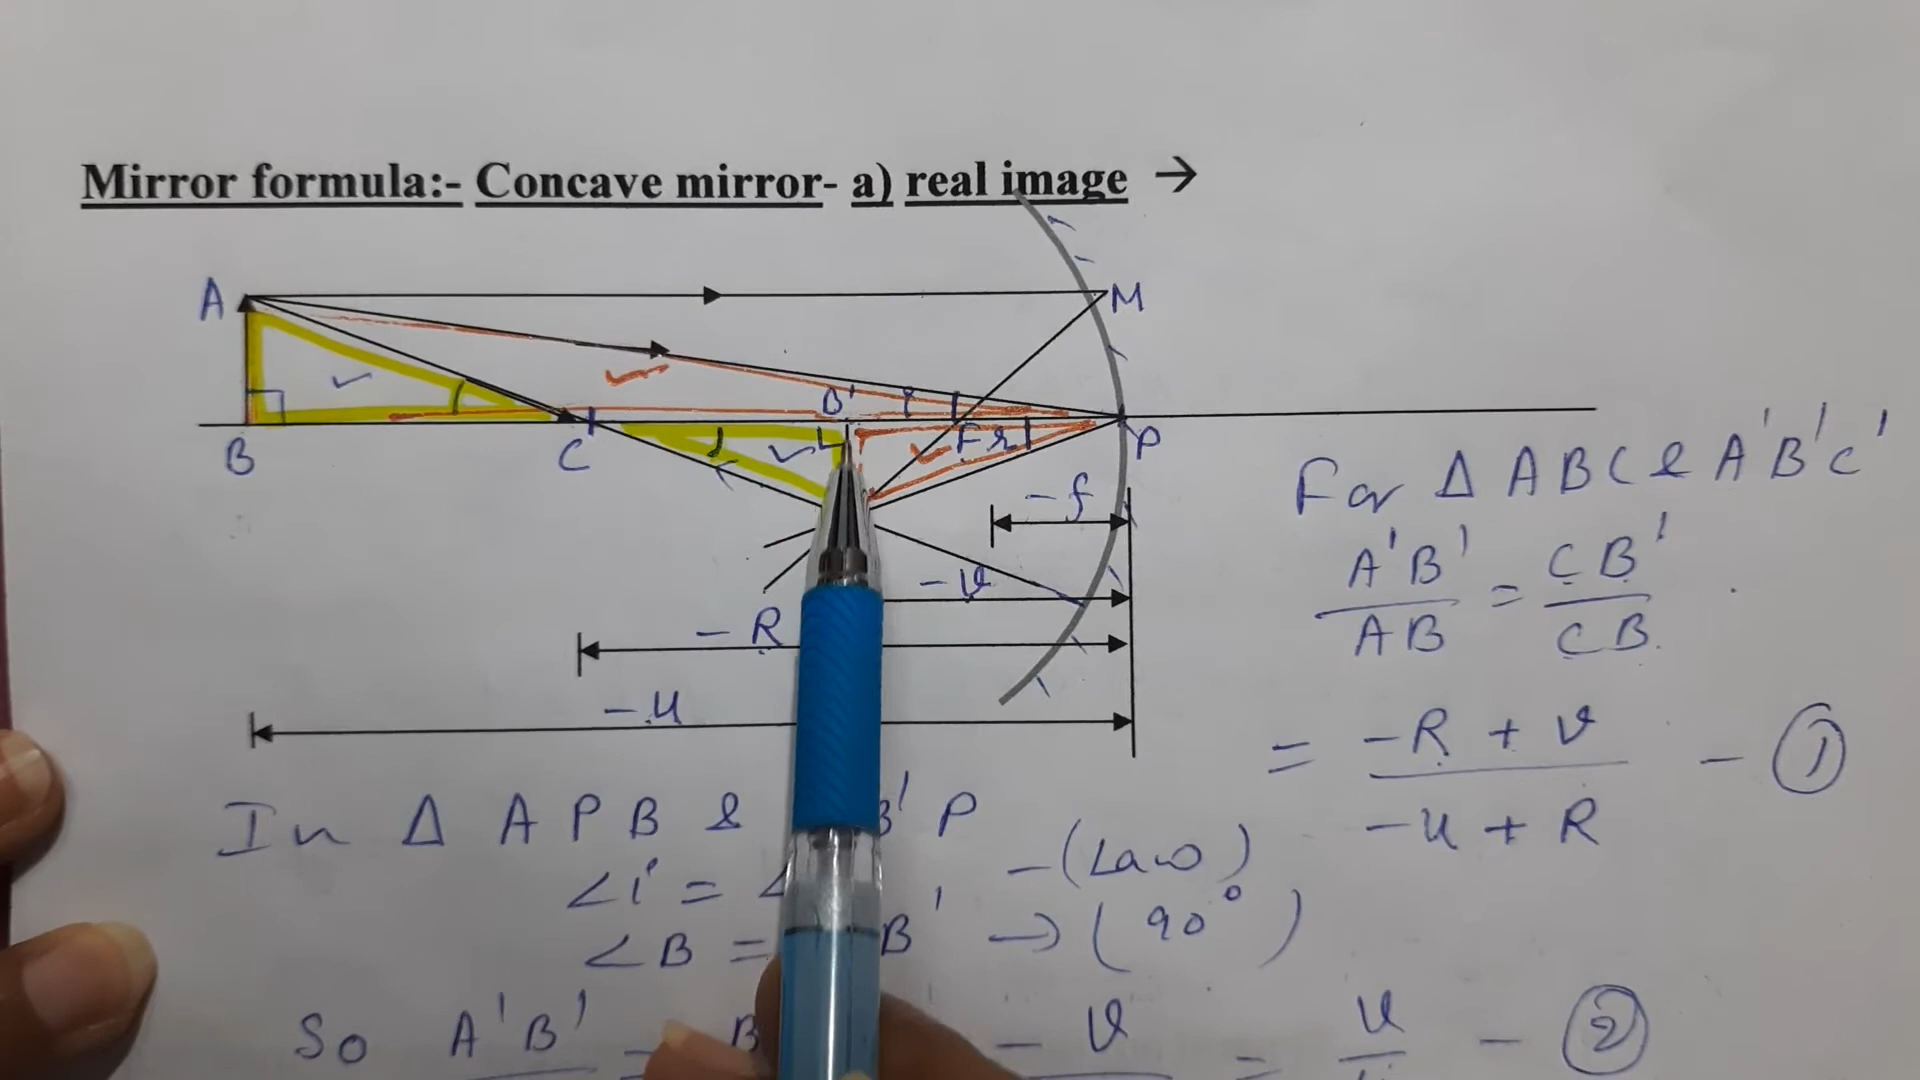 Mirror formula:- Concave mirror- a) real image →
A
M
B'
i
B
C
F
r
P
- f
- v
- R
- u
For Δ ABC & A'B'C'
A'B' / AB = CB' / CB
= -R + v / -u + R - ①
In Δ APB & B'P
∠i = ∠ - (Law)
∠B = B' → (90°)
So A'B' = B - v = v - ②